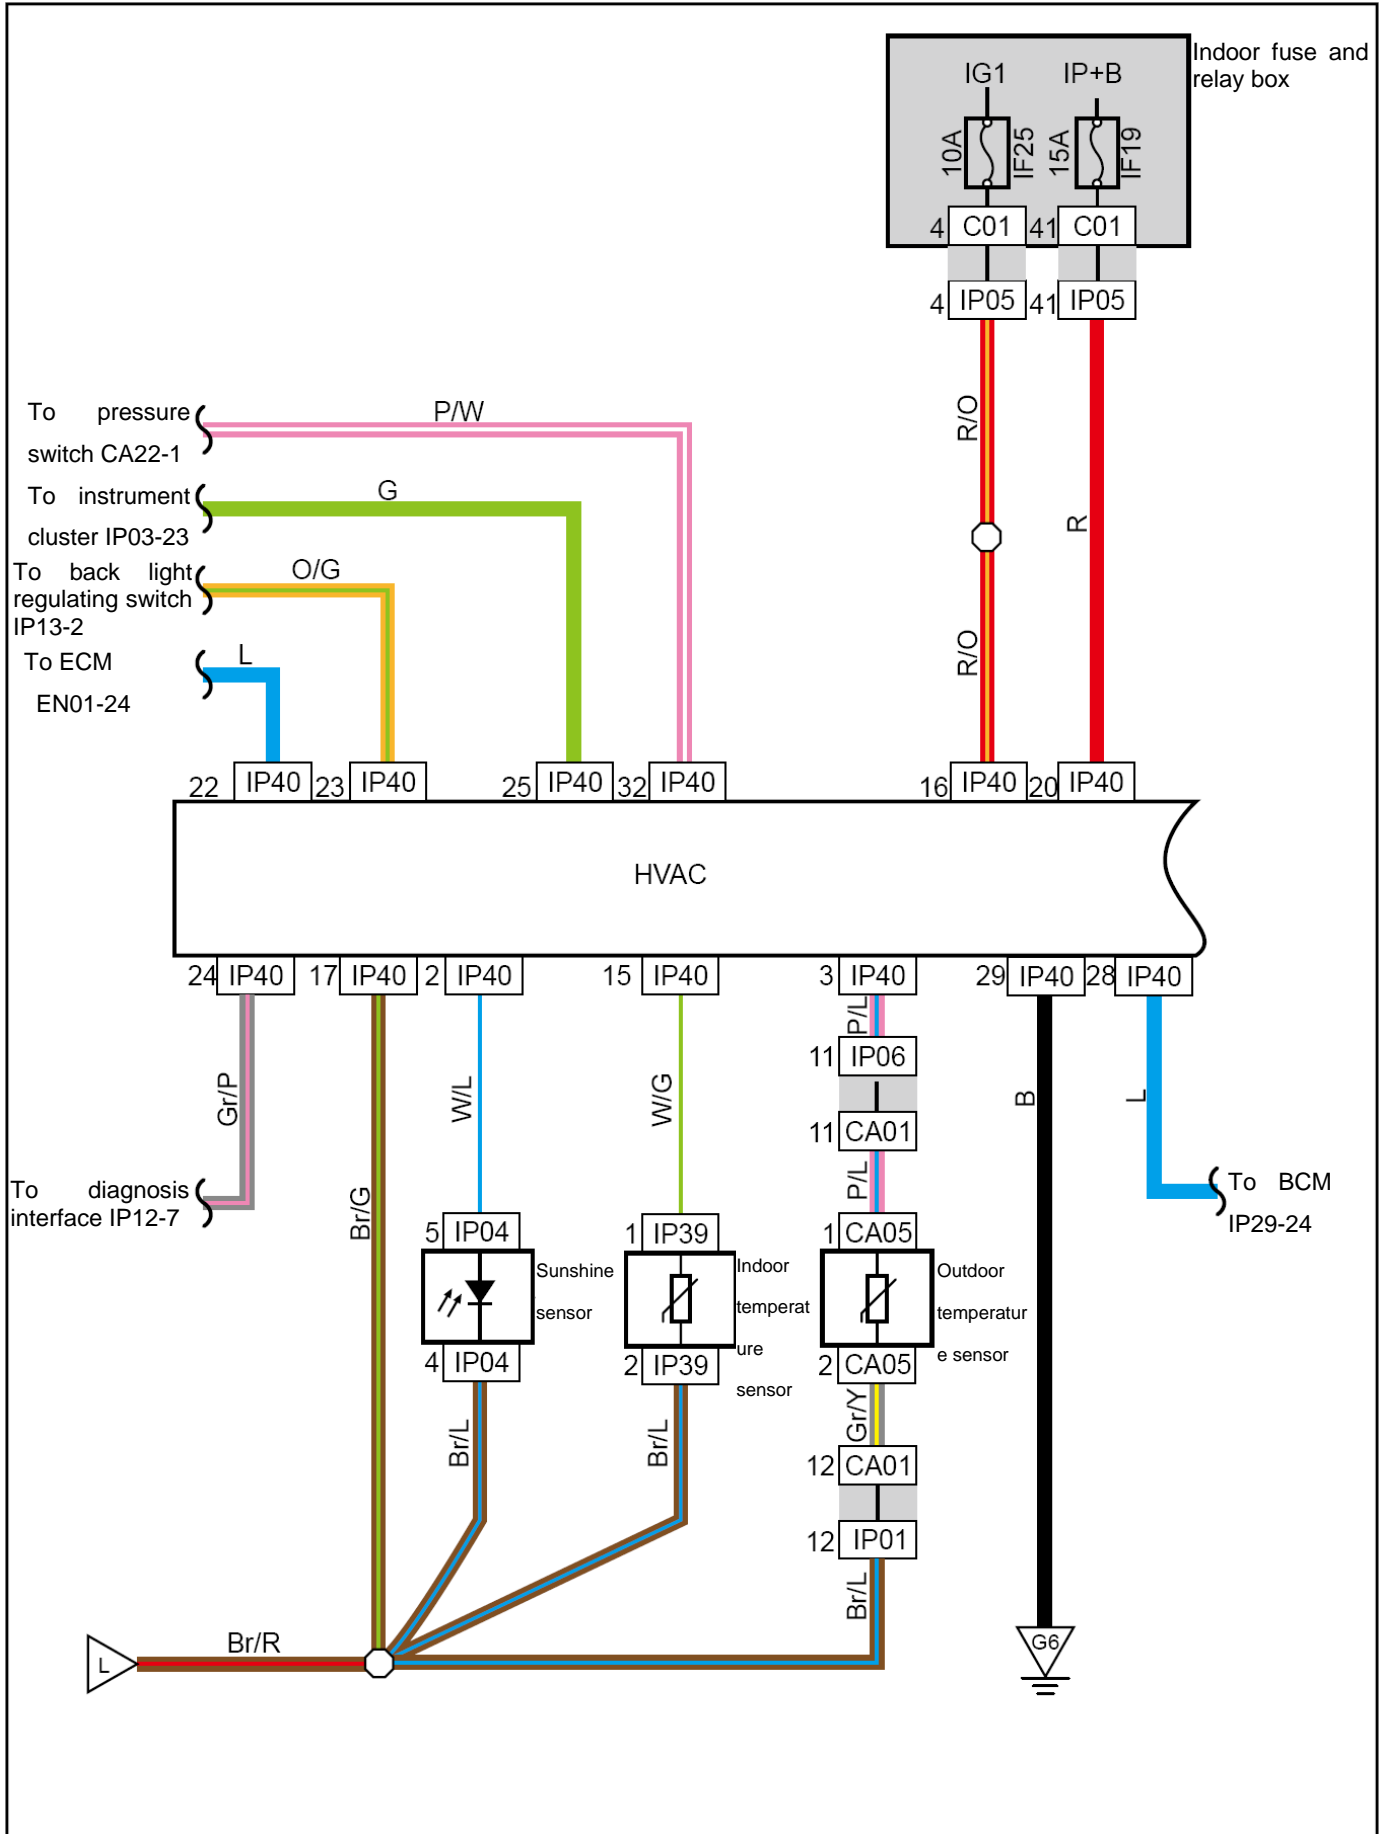 Indoor fuse and
relay box
IG1 IP+B
10A IF25 15A IF19
4 C01 41 C01
4 IP05 41 IP05
R/O
R
R/O
To pressure
switch CA22-1
P/W
To instrument
cluster IP03-23
G
To back light
regulating switch
IP13-2
O/G
To ECM
EN01-24
L
22 IP40 23 IP40 25 IP40 32 IP40 16 IP40 20 IP40
HVAC
24 IP40 17 IP40 2 IP40 15 IP40 3 IP40 29 IP40 28 IP40
P/L
11 IP06
Gr/P
W/L
W/G
B
L
11 CA01
P/L
To diagnosis
interface IP12-7
Br/G
To BCM
IP29-24
5 IP04 1 IP39 1 CA05
Sunshine
sensor
Indoor
temperat
ure
sensor
Outdoor
temperatur
e sensor
4 IP04 2 IP39 2 CA05
Br/L
Br/L
Gr/Y
12 CA01
12 IP01
Br/L
L
Br/R
G6